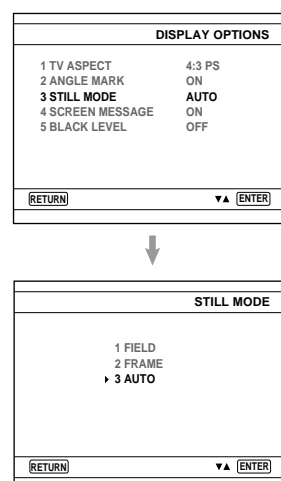 DISPLAY OPTIONS
1 TV ASPECT 4:3 PS
2 ANGLE MARK ON
3 STILL MODE AUTO
4 SCREEN MESSAGE ON
5 BLACK LEVEL OFF
RETURN ▼▲ ENTER
STILL MODE
1 FIELD
2 FRAME
3 AUTO
RETURN ▼▲ ENTER